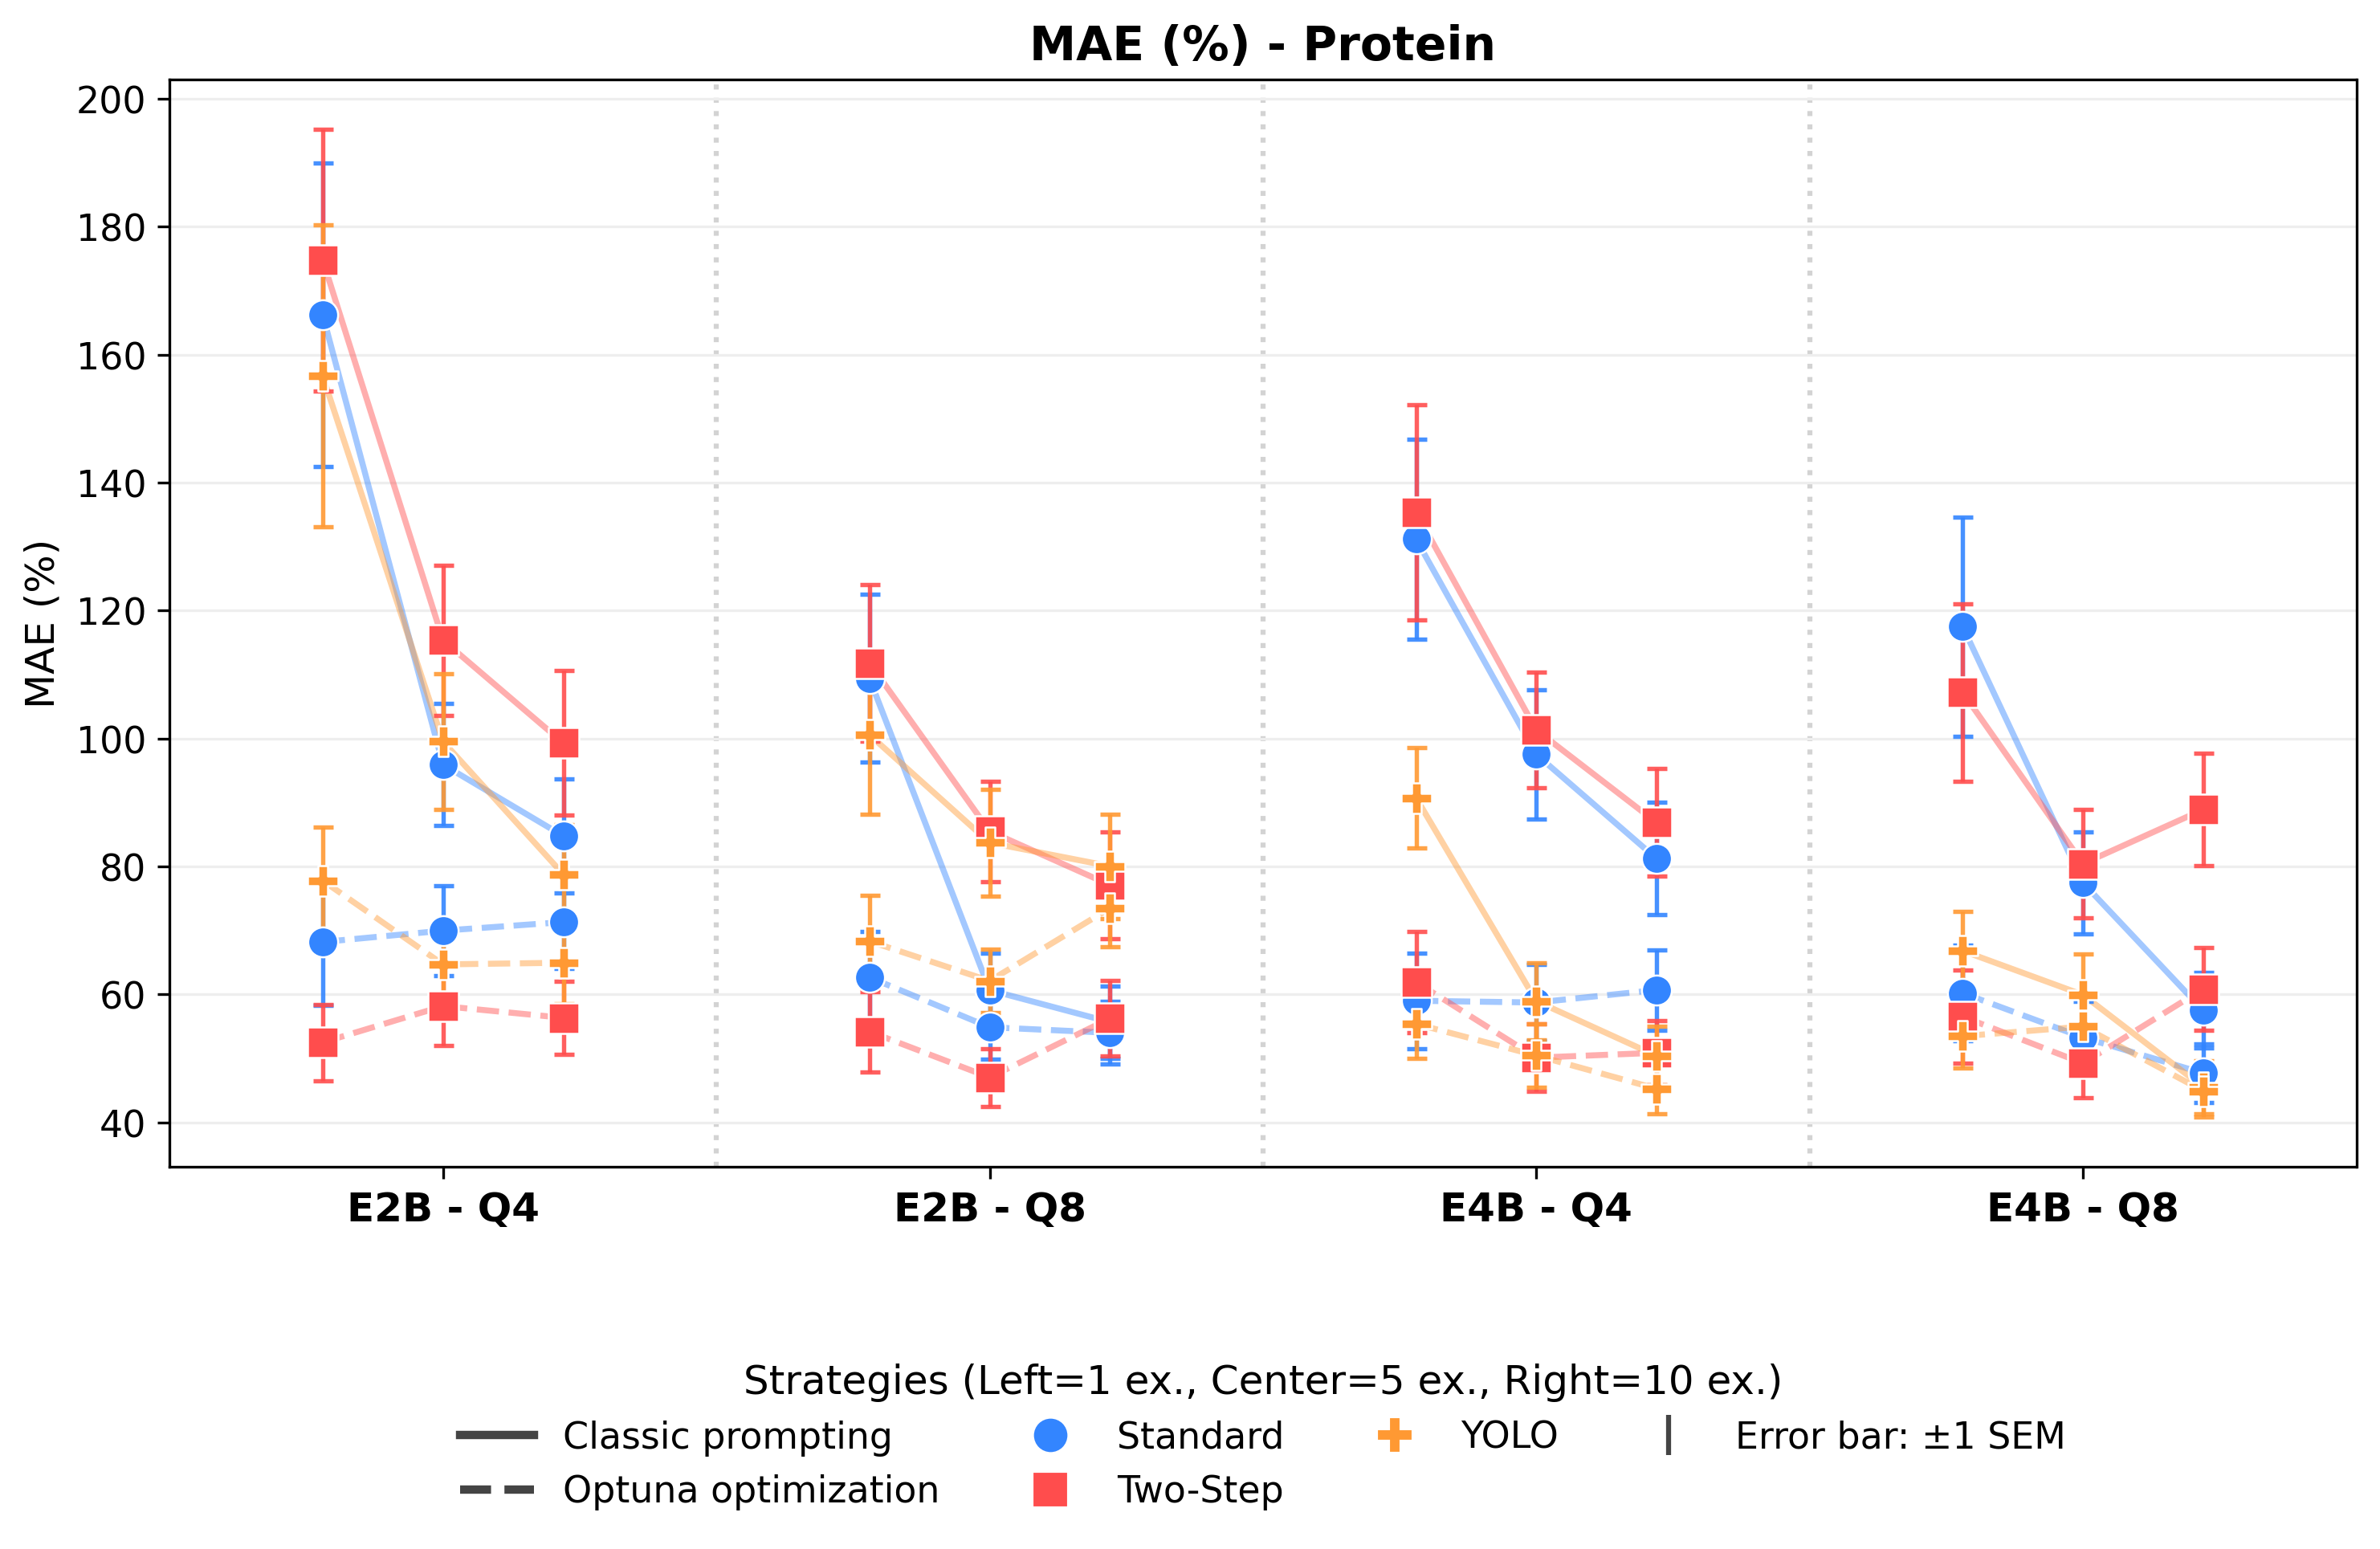 MAE (%) - Protein
MAE (%)
200
180
160
140
120
100
80
60
40
E2B - Q4
E2B - Q8
E4B - Q4
E4B - Q8
Strategies (Left=1 ex., Center=5 ex., Right=10 ex.)
Classic prompting
Optuna optimization
Standard
Two-Step
YOLO
Error bar: ±1 SEM